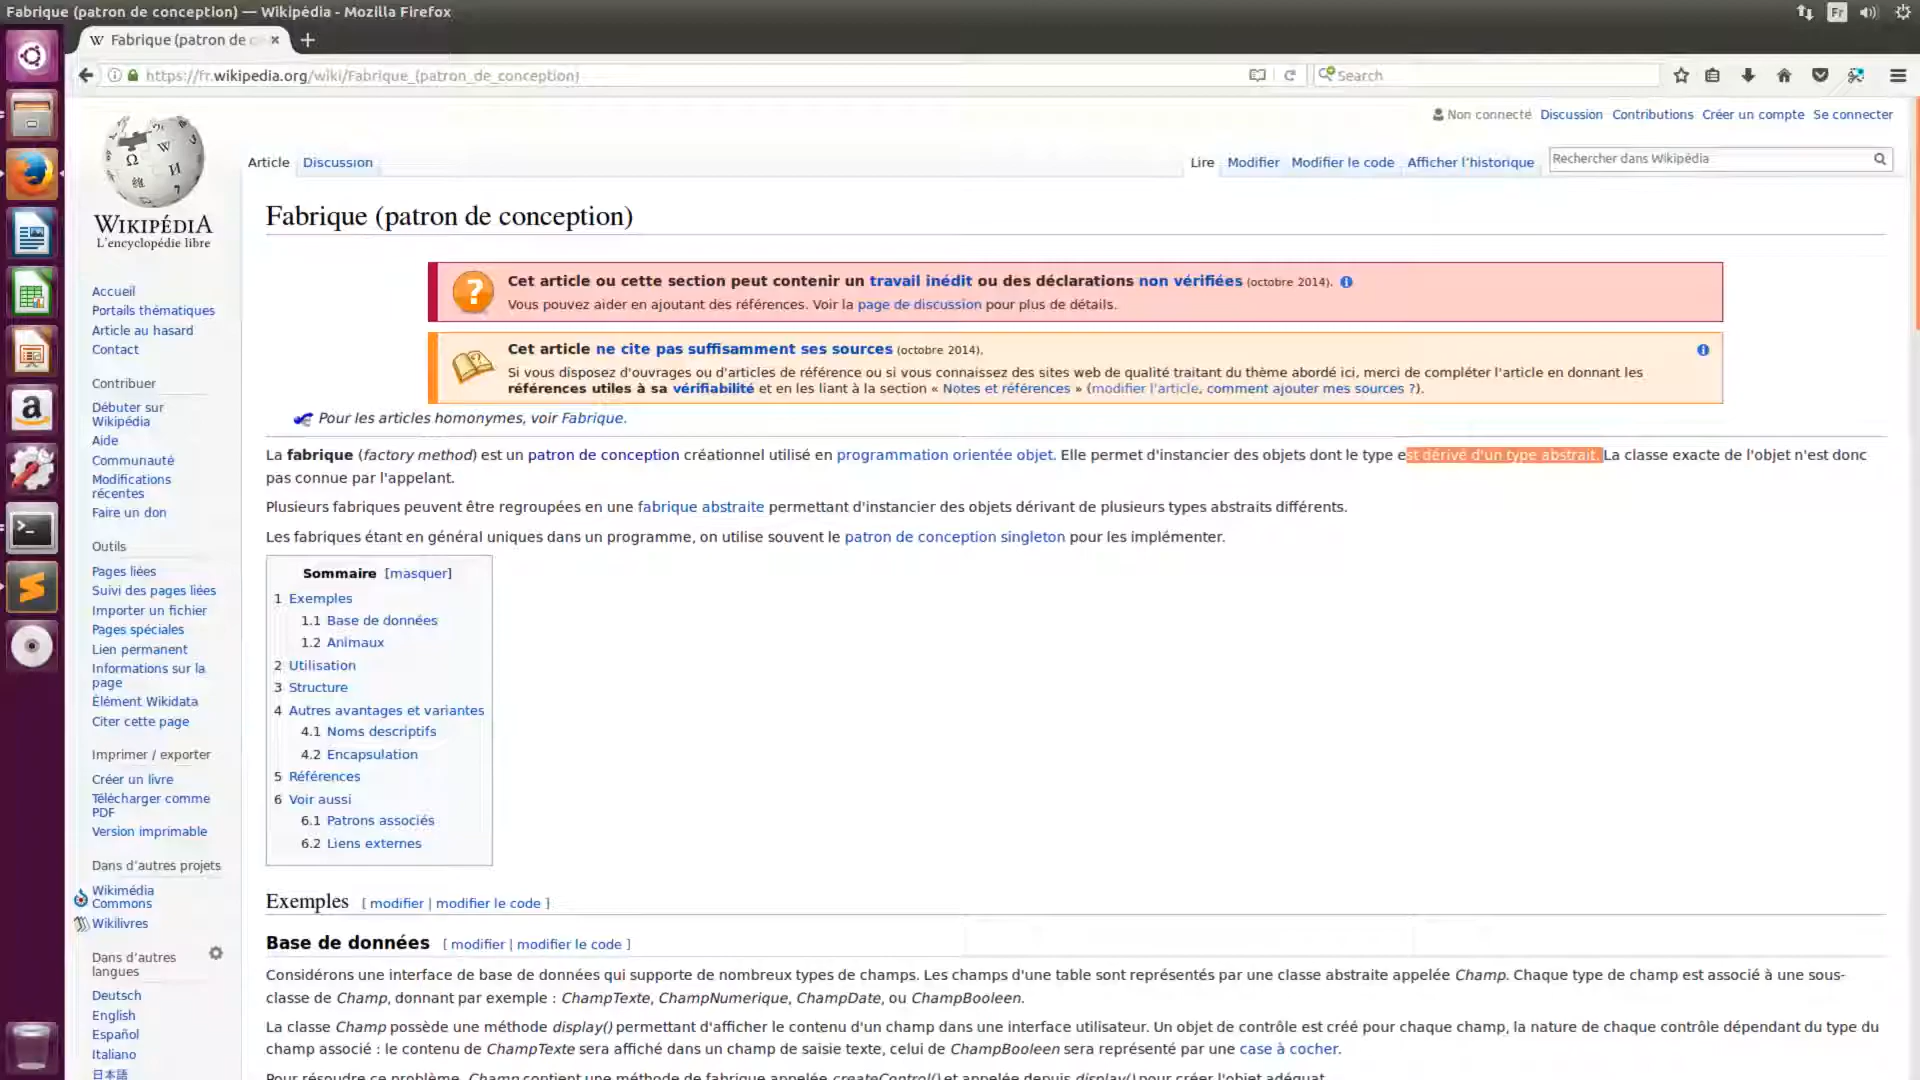 Fabrique (patron de conception) — Wikipédia - Mozilla Firefox
Fr
W Fabrique (patron de c
https://fr.wikipedia.org/wiki/Fabrique_(patron_de_conception)
Search
Non connecté Discussion Contributions Créer un compte Se connecter
Article Discussion
Lire Modifier Modifier le code Afficher l'historique
Rechercher dans Wikipédia
WIKIPÉDIA
L'encyclopédie libre
Accueil
Portails thématiques
Article au hasard
Contact
Contribuer
Débuter sur
Wikipédia
Aide
Communauté
Modifications
récentes
Faire un don
Outils
Pages liées
Suivi des pages liées
Importer un fichier
Pages spéciales
Lien permanent
Informations sur la
page
Élément Wikidata
Citer cette page
Imprimer / exporter
Créer un livre
Télécharger comme
PDF
Version imprimable
Dans d'autres projets
Wikimédia
Commons
Wikilivres
Dans d'autres
langues
Deutsch
English
Español
Italiano
日本語
Fabrique (patron de conception)
Cet article ou cette section peut contenir un travail inédit ou des déclarations non vérifiées (octobre 2014).
Vous pouvez aider en ajoutant des références. Voir la page de discussion pour plus de détails.
Cet article ne cite pas suffisamment ses sources (octobre 2014).
Si vous disposez d'ouvrages ou d'articles de référence ou si vous connaissez des sites web de qualité traitant du thème abordé ici, merci de compléter l'article en donnant les
références utiles à sa vérifiabilité et en les liant à la section « Notes et références » (modifier l'article, comment ajouter mes sources ?).
Pour les articles homonymes, voir Fabrique.
La fabrique (factory method) est un patron de conception créationnel utilisé en programmation orientée objet. Elle permet d'instancier des objets dont le type est dérivé d'un type abstrait. La classe exacte de l'objet n'est donc
pas connue par l'appelant.
Plusieurs fabriques peuvent être regroupées en une fabrique abstraite permettant d'instancier des objets dérivant de plusieurs types abstraits différents.
Les fabriques étant en général uniques dans un programme, on utilise souvent le patron de conception singleton pour les implémenter.
Sommaire [masquer]
1 Exemples
1.1 Base de données
1.2 Animaux
2 Utilisation
3 Structure
4 Autres avantages et variantes
4.1 Noms descriptifs
4.2 Encapsulation
5 Références
6 Voir aussi
6.1 Patrons associés
6.2 Liens externes
Exemples [ modifier | modifier le code ]
Base de données [ modifier | modifier le code ]
Considérons une interface de base de données qui supporte de nombreux types de champs. Les champs d'une table sont représentés par une classe abstraite appelée Champ. Chaque type de champ est associé à une sous-
classe de Champ, donnant par exemple : ChampTexte, ChampNumerique, ChampDate, ou ChampBooleen.
La classe Champ possède une méthode display() permettant d'afficher le contenu d'un champ dans une interface utilisateur. Un objet de contrôle est créé pour chaque champ, la nature de chaque contrôle dépendant du type du
champ associé : le contenu de ChampTexte sera affiché dans un champ de saisie texte, celui de ChampBooleen sera représenté par une case à cocher.
Pour résoudre ce problème, Champ contient une méthode de fabrique appelée createControl() et appelée depuis display() pour créer l'objet adéquat.